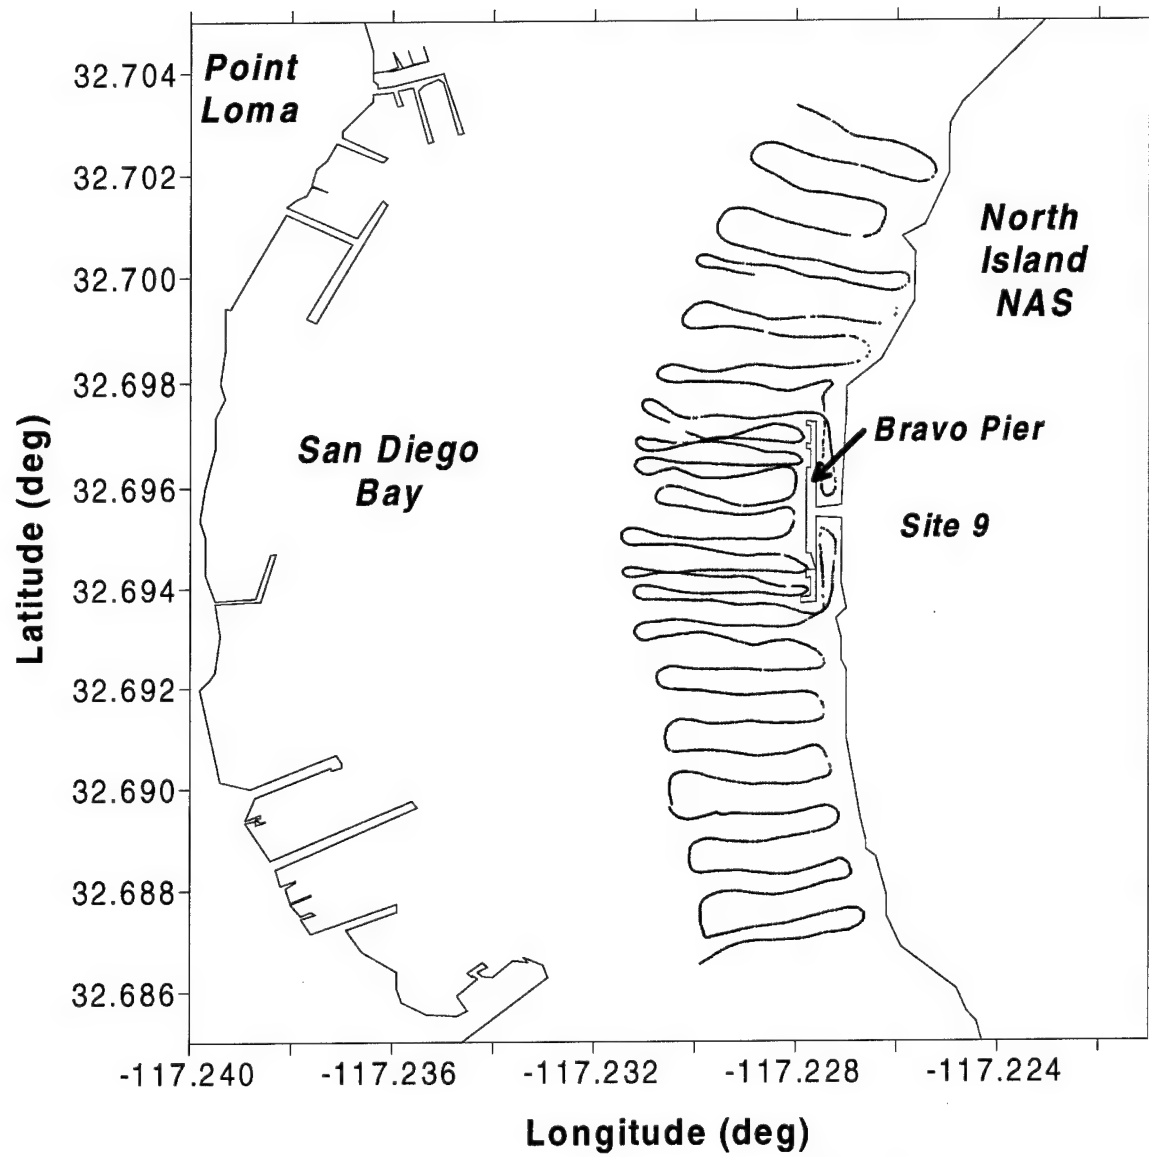 Point
Loma
32.704
32.702
32.700
32.698
32.696
32.694
32.692
32.690
32.688
32.686
Latitude (deg)
North
Island
NAS
San Diego
Bay
Bravo Pier
Site 9
-117.240
-117.236
-117.232
-117.228
-117.224
Longitude (deg)